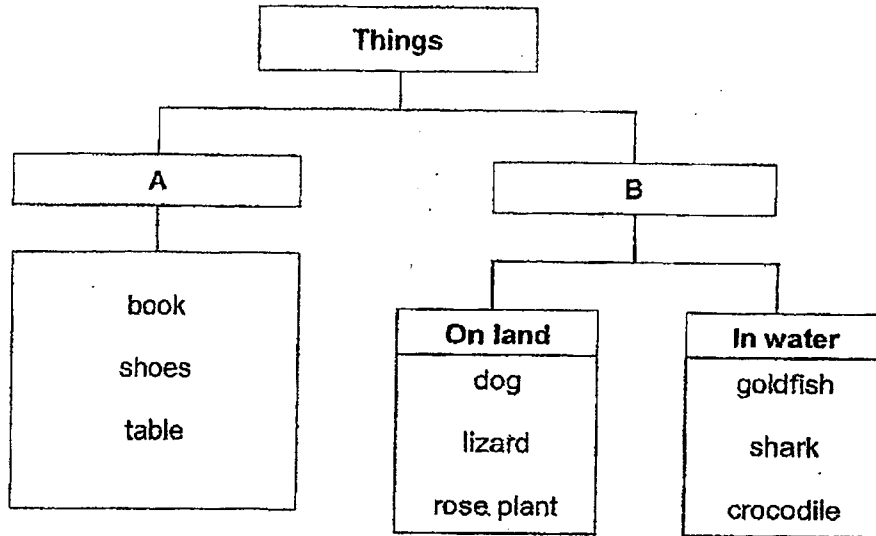 Things
A
B
book
shoes
table
On land
dog
lizard
rose plant
In water
goldfish
shark
crocodile